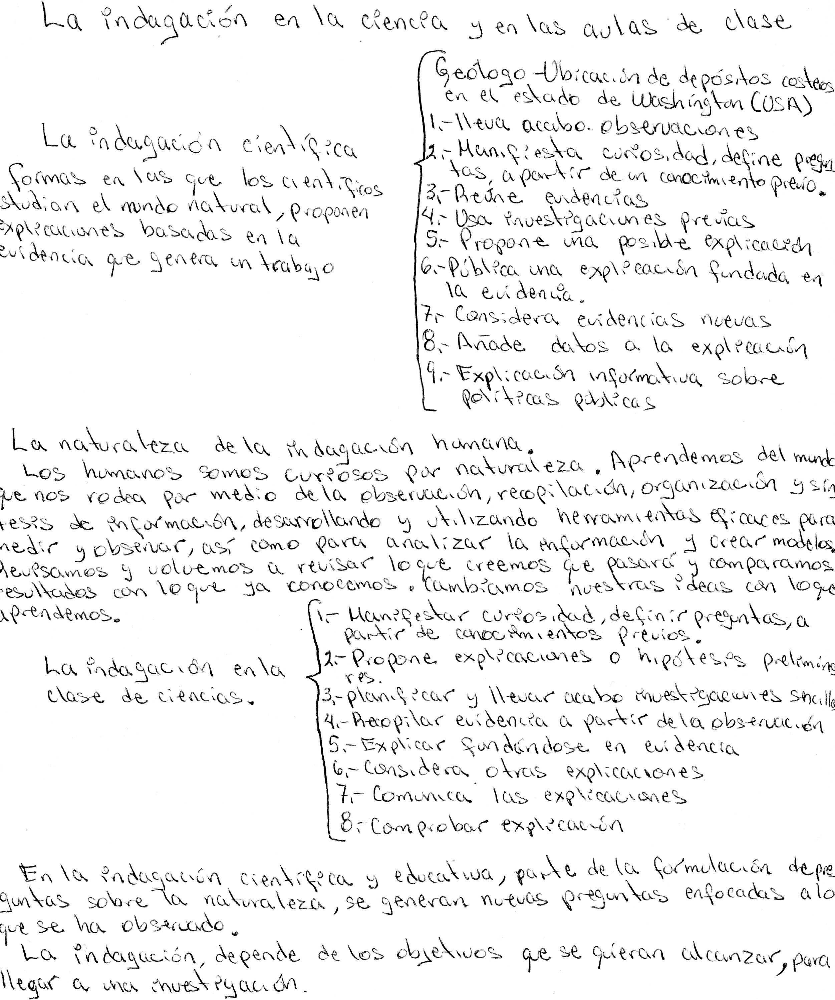 La indagación en la ciencia y en las aulas de clase
La indagación científica
formas en las que los científicos
studian el mundo natural, proponen
explicaciones basadas en la
evidencia que genera un trabajo
Geólogo - Ubicación de depósitos costeros
en el estado de Washington (USA)
1.- lleva acabo observaciones
2.- Manifiesta curiosidad, define pregun
tas, a partir de un conocimiento previo.
3.- Reúne evidencias
4.- Usa investigaciones previas
5.- Propone una posible explicación
6.- Pública una explicación fundada en
la evidencia.
7.- Considera evidencias nuevas
8.- Añade datos a la explicación
9.- Explicación informativa sobre
políticas públicas
La naturaleza de la indagación humana.
Los humanos somos curiosos por naturaleza. Aprendemos del mundo
que nos rodea por medio de la observación, recopilación, organización y sín
tesis de información, desarrollando y utilizando herramientas eficaces para
medir y observar, así como para analizar la información y crear modelos.
Revisamos y volvemos a revisar lo que creemos que pasará y comparamos
resultados con lo que ya conocemos. Cambiamos nuestras ideas con lo que
aprendemos.
La indagación en la
clase de ciencias.
1.- Manifestar curiosidad, definir preguntas, a
partir de conocimientos previos.
2.- Propone explicaciones o hipótesis prelimina
res.
3.- planificar y llevar acabo investigaciones sncilla
4.- Recopilar evidencia a partir de la observación
5.- Explicar fundándose en evidencia
6.- Considera otras explicaciones
7.- Comunica las explicaciones
8.- Comprobar explicación
En la indagación científica y educativa, parte de la formulación de pre
guntas sobre la naturaleza, se generan nuevas preguntas enfocadas a lo
que se ha observado.
La indagación, depende de los objetivos que se quieran alcanzar, para
llegar a una investigación.